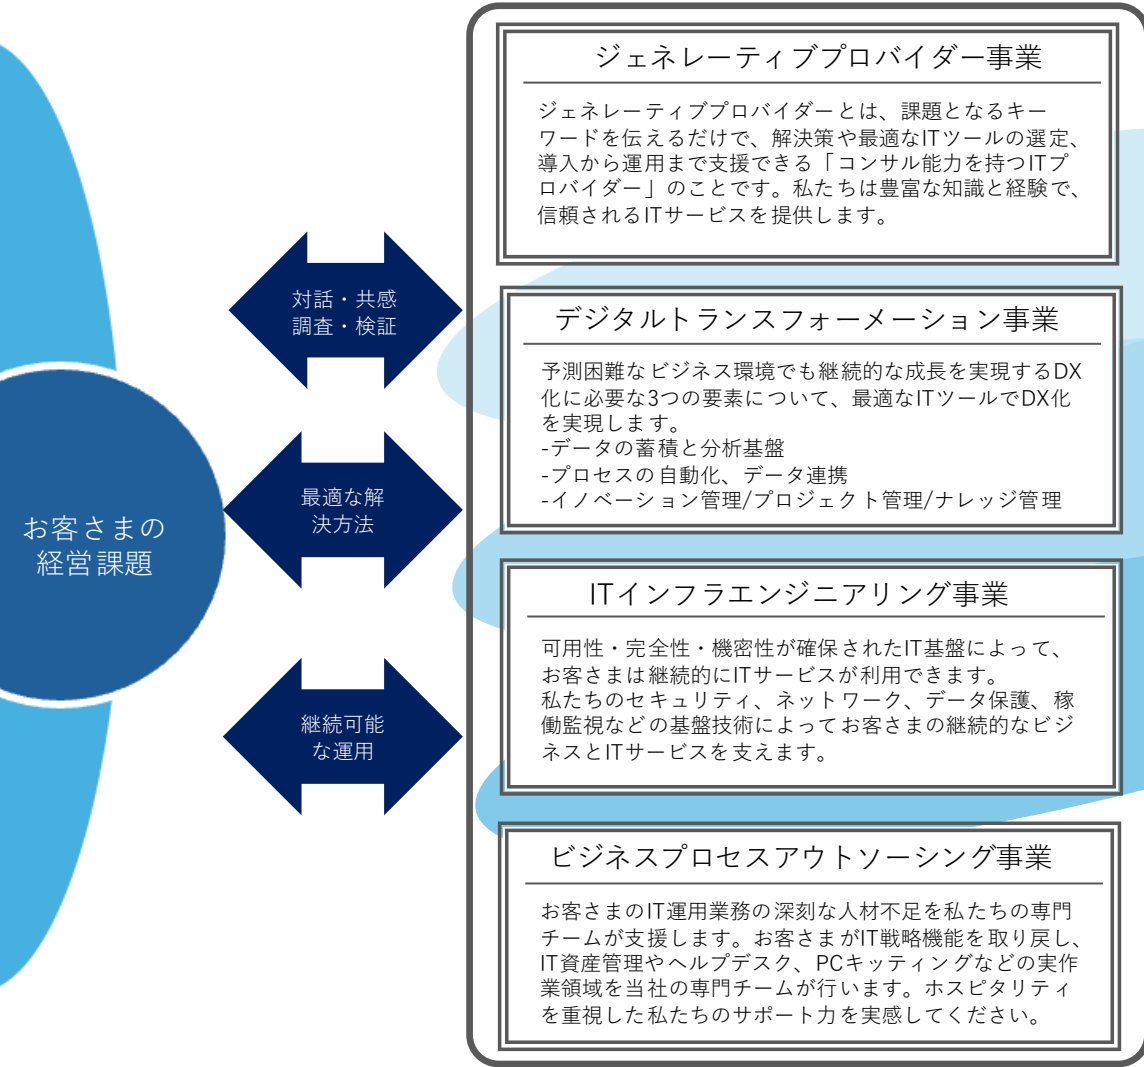 お客さまの
経営課題
対話・共感
調査・検証
最適な解
決方法
継続可能
な運用
ジェネレーティブプロバイダー事業
ジェネレーティブプロバイダーとは、課題となるキー
ワードを伝えるだけで、解決策や最適なITツールの選定、
導入から運用まで支援できる「コンサル能力を持つITプ
ロバイダー」のことです。私たちは豊富な知識と経験で、
信頼されるITサービスを提供します。
デジタルトランスフォーメーション事業
予測困難なビジネス環境でも継続的な成長を実現するDX
化に必要な3つの要素について、最適なITツールでDX化
を実現します。
-データの蓄積と分析基盤
-プロセスの自動化、データ連携
-イノベーション管理/プロジェクト管理/ナレッジ管理
ITインフラエンジニアリング事業
可用性・完全性・機密性が確保されたIT基盤によって、
お客さまは継続的にITサービスが利用できます。
私たちのセキュリティ、ネットワーク、データ保護、稼
働監視などの基盤技術によってお客さまの継続的なビジ
ネスとITサービスを支えます。
ビジネスプロセスアウトソーシング事業
お客さまのIT運用業務の深刻な人材不足を私たちの専門
チームが支援します。お客さまがIT戦略機能を取り戻し、
IT資産管理やヘルプデスク、PCキッティングなどの実作
業領域を当社の専門チームが行います。ホスピタリティ
を重視した私たちのサポート力を実感してください。